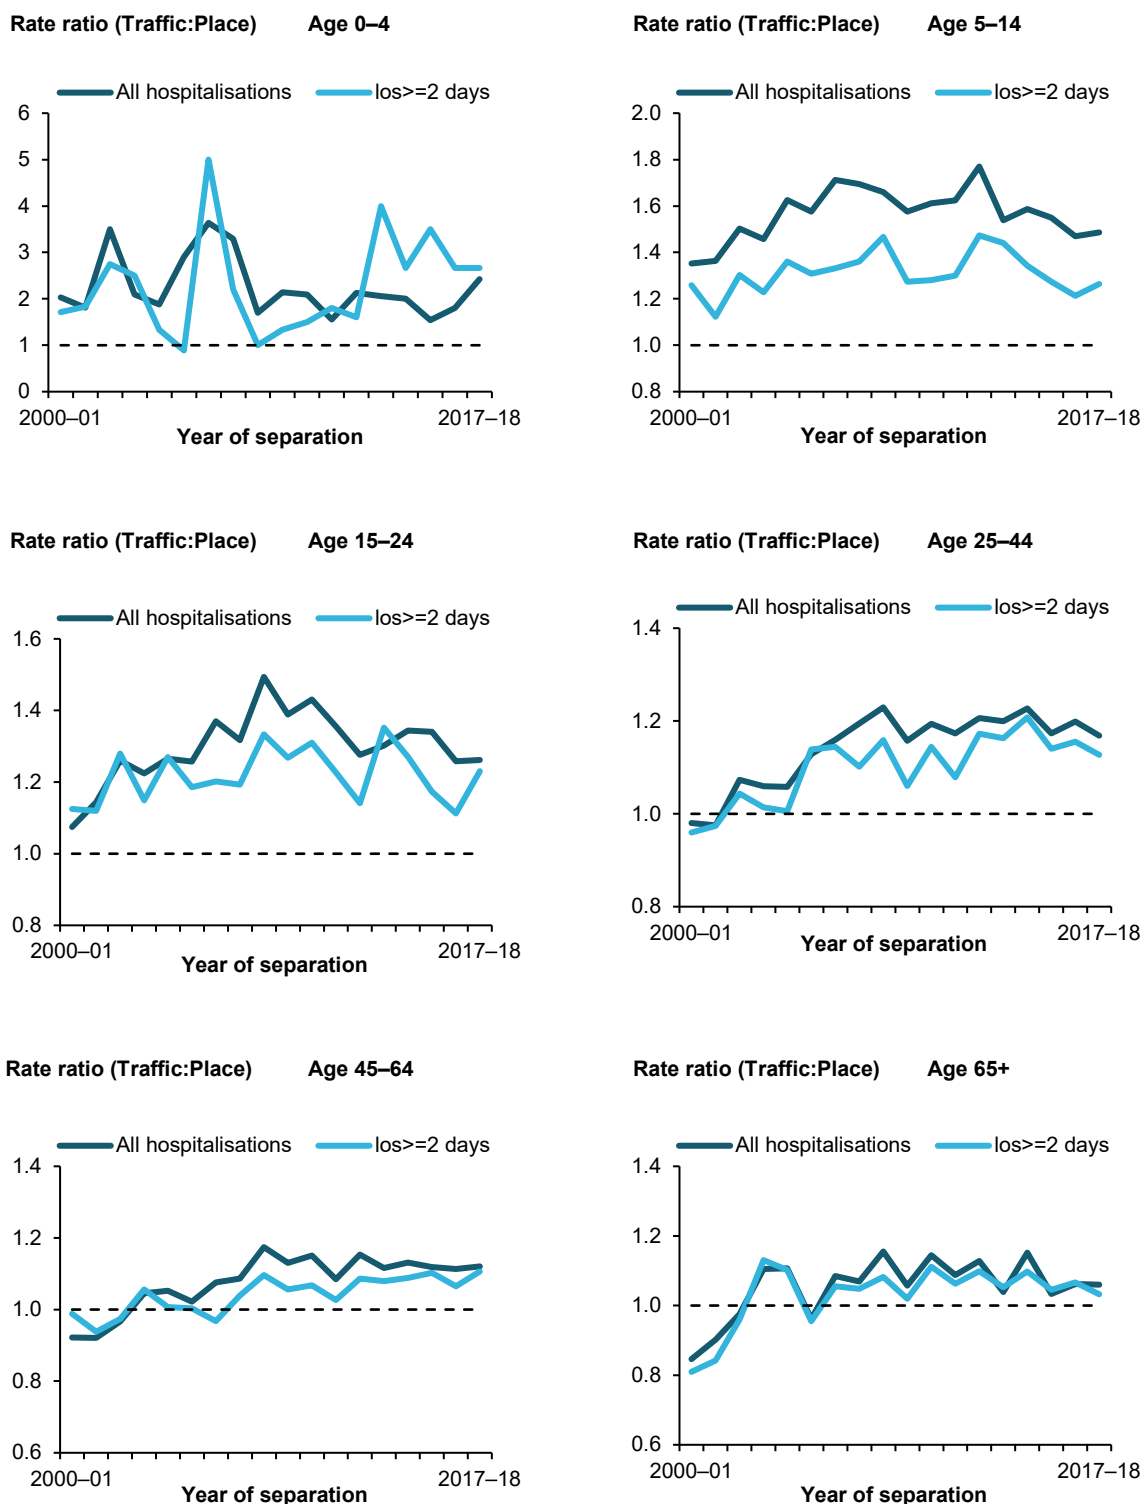 Rate ratio (Traffic:Place) Age 0–4
All hospitalisations los>=2 days
6
5
4
3
2
1
0
2000–01 2017–18
Year of separation
Rate ratio (Traffic:Place) Age 5–14
All hospitalisations los>=2 days
2.0
1.8
1.6
1.4
1.2
1.0
0.8
2000–01 2017–18
Year of separation
Rate ratio (Traffic:Place) Age 15–24
All hospitalisations los>=2 days
1.6
1.4
1.2
1.0
0.8
2000–01 2017–18
Year of separation
Rate ratio (Traffic:Place) Age 25–44
All hospitalisations los>=2 days
1.4
1.2
1.0
0.8
2000–01 2017–18
Year of separation
Rate ratio (Traffic:Place) Age 45–64
All hospitalisations los>=2 days
1.4
1.2
1.0
0.8
0.6
2000–01 2017–18
Year of separation
Rate ratio (Traffic:Place) Age 65+
All hospitalisations los>=2 days
1.4
1.2
1.0
0.8
0.6
2000–01 2017–18
Year of separation